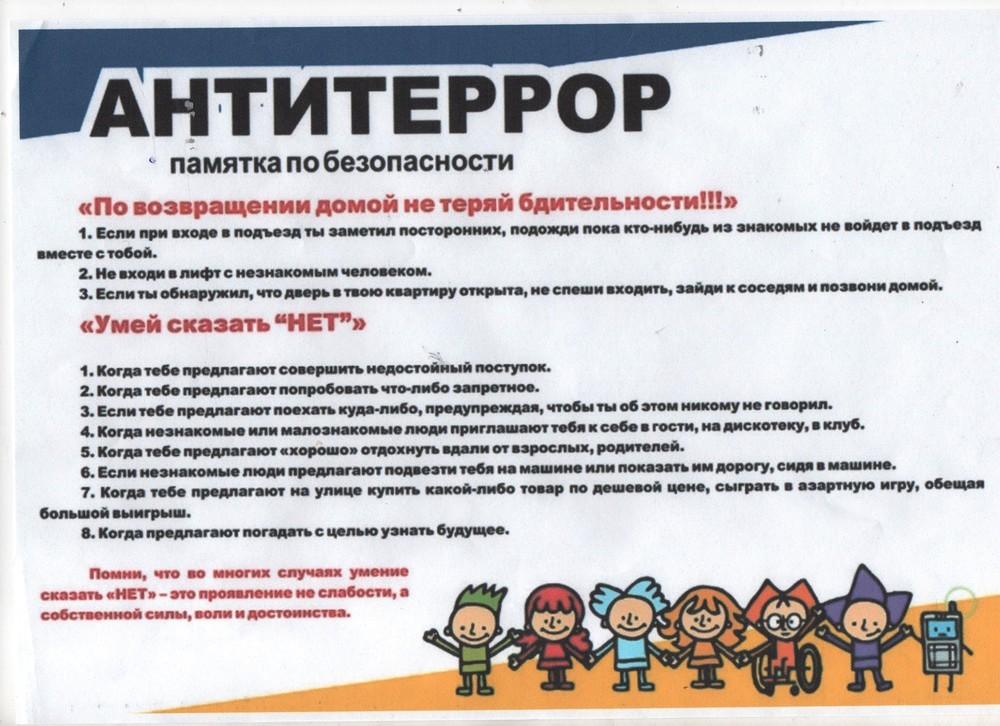 АНТИТЕРРОР
памятка по безопасности
«По возвращении домой не теряй бдительности!!!»
1. Если при входе в подъезд ты заметил посторонних, подожди пока кто-нибудь из знакомых не войдет в подъезд
вместе с тобой.
2. Не входи в лифт с незнакомым человеком.
3. Если ты обнаружил, что дверь в твою квартиру открыта, не спеши входить, зайди к соседям и позвони домой.
«Умей сказать “НЕТ”»
1. Когда тебе предлагают совершить недостойный поступок.
2. Когда тебе предлагают попробовать что-либо запретное.
3. Если тебе предлагают поехать куда-либо, предупреждая, чтобы ты об этом никому не говорил.
4. Когда незнакомые или малознакомые люди приглашают тебя к себе в гости, на дискотеку, в клуб.
5. Когда тебе предлагают «хорошо» отдохнуть вдали от взрослых, родителей.
6. Если незнакомые люди предлагают подвезти тебя на машине или показать им дорогу, сидя в машине.
7. Когда тебе предлагают на улице купить какой-либо товар по дешевой цене, сыграть в азартную игру, обещая
большой выигрыш.
8. Когда предлагают погадать с целью узнать будущее.
Помни, что во многих случаях умение
сказать «НЕТ» – это проявление не слабости, а
собственной силы, воли и достоинства.